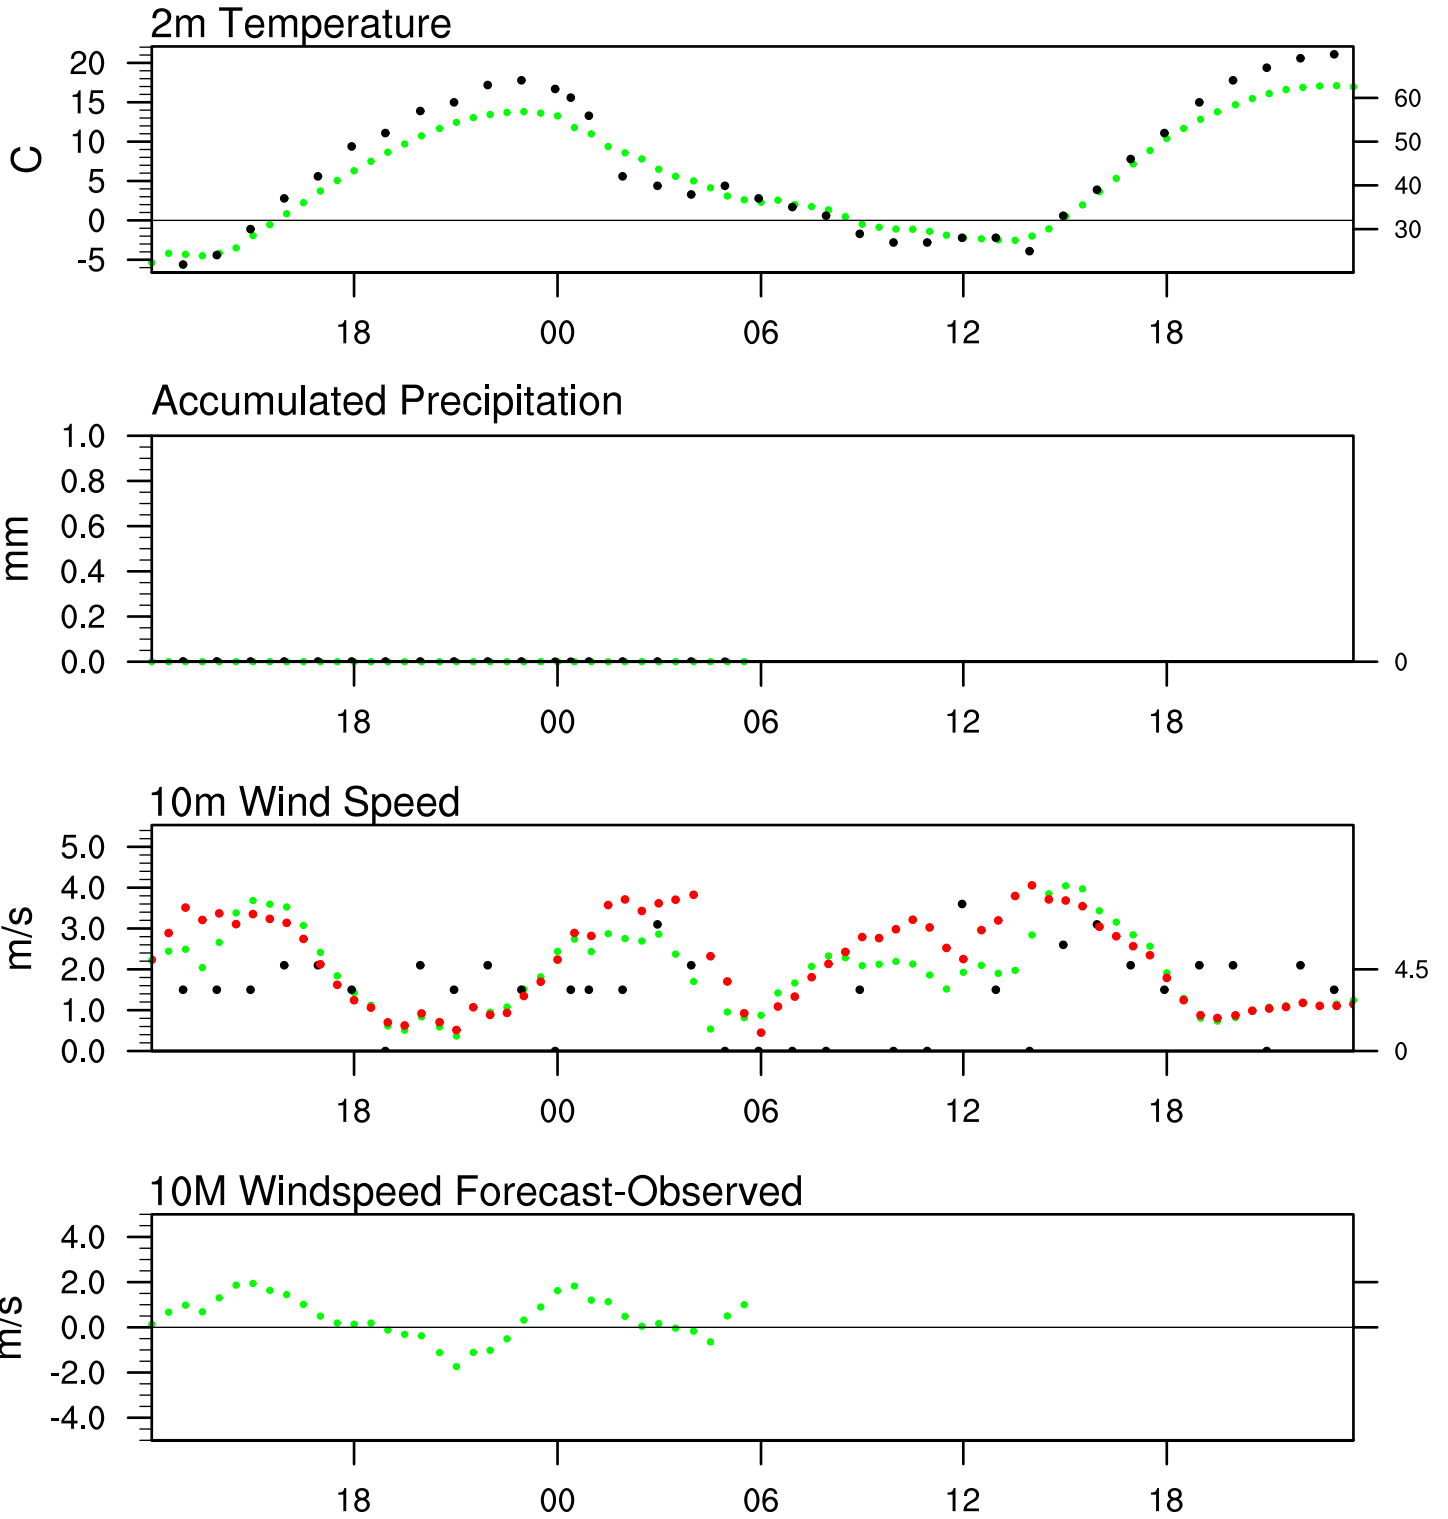 2m Temperature
20
15
10
5
0
-5
C
60
50
40
30
18 00 06 12 18
Accumulated Precipitation
1.0
0.8
0.6
0.4
0.2
0.0
mm
0
18 00 06 12 18
10m Wind Speed
5.0
4.0
3.0
2.0
1.0
0.0
m/s
4.5
0
18 00 06 12 18
10M Windspeed Forecast-Observed
4.0
2.0
0.0
-2.0
-4.0
m/s
18 00 06 12 18